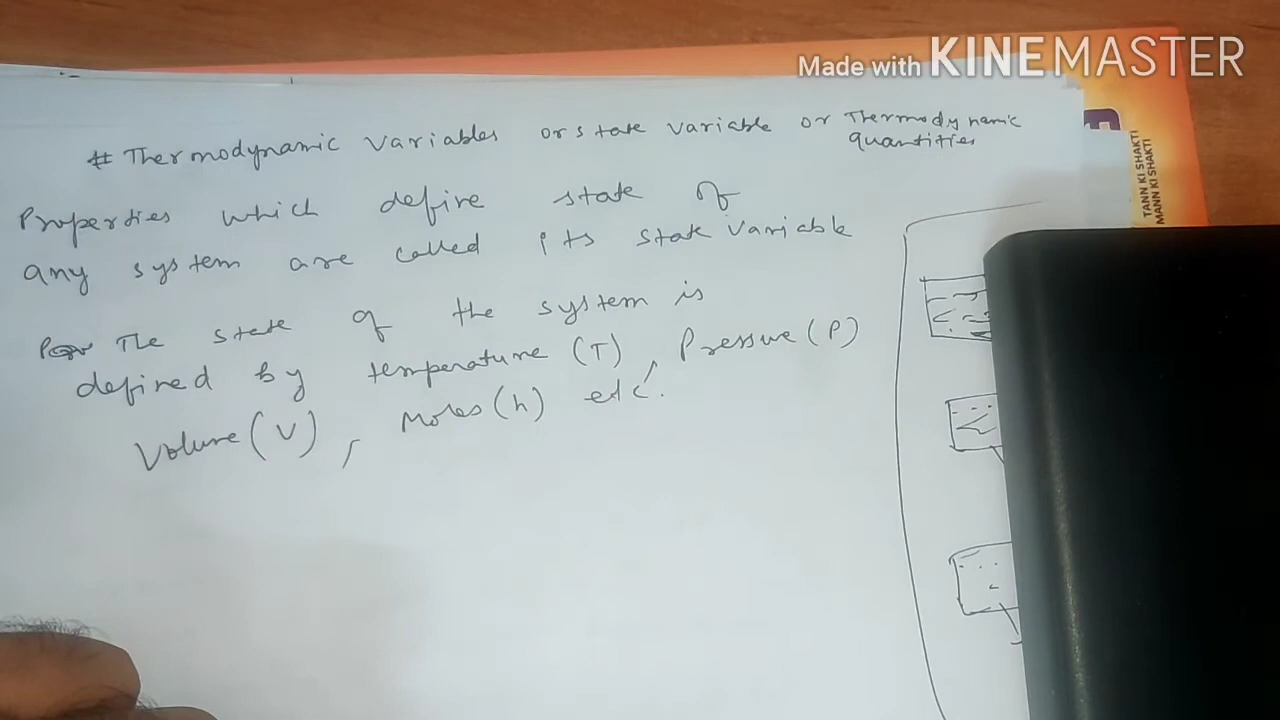 Made with KINEMASTER
# Thermodynamic variables or state variable or Thermodynamic
quantities
TANN KI SHAKTI
MANN KI SHAKTI
Properties which define state of
any system are called its state variable
The state of the system is
defined by temperature (T), Pressure (P)
Volume (V), Moles (n) etc.